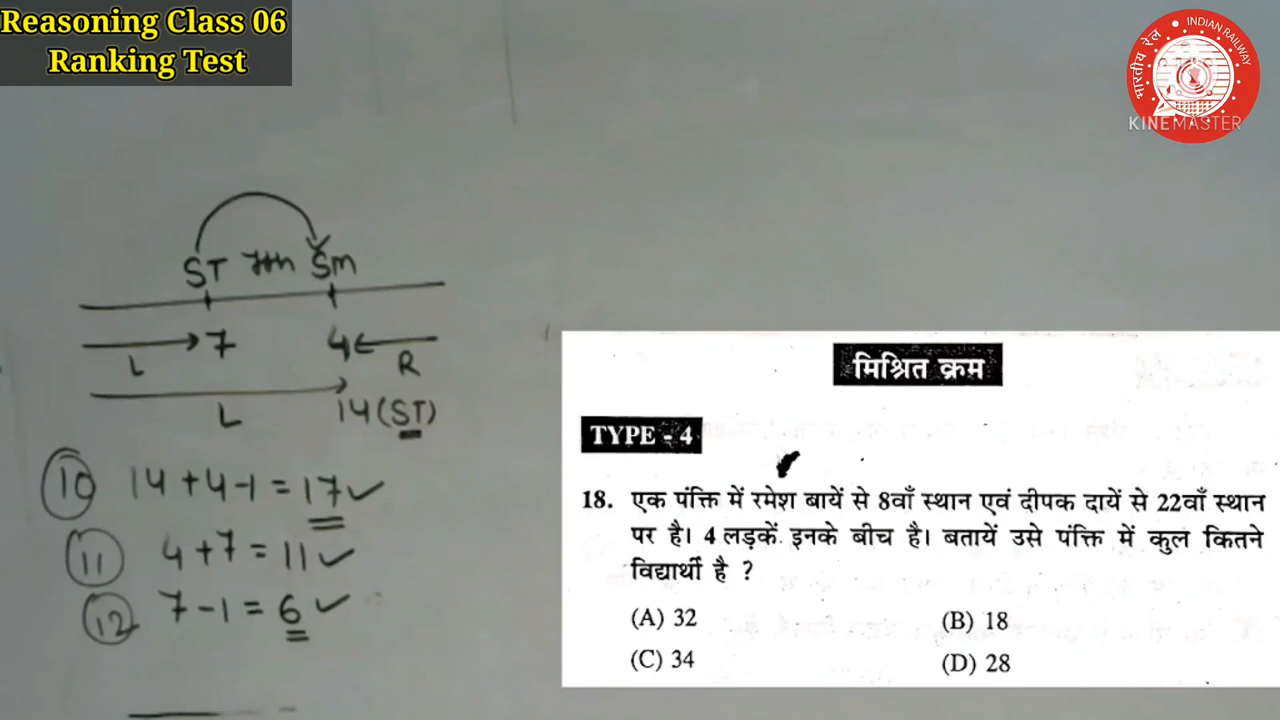 Reasoning Class 06
Ranking Test
भारतीय रेल
INDIAN RAILWAY
KINEMASTER
ST Sm
7 4
L R
L 14 (ST)
10 14+4-1 = 17 ✓
11 4+7 = 11 ✓
12 7-1 = 6 ✓
मिश्रित क्रम
TYPE - 4
18. एक पंक्ति में रमेश बायें से 8वाँ स्थान एवं दीपक दायें से 22वाँ स्थान
पर है। 4 लड़कें इनके बीच है। बतायें उसे पंक्ति में कुल कितने
विद्यार्थी है ?
(A) 32 (B) 18
(C) 34 (D) 28